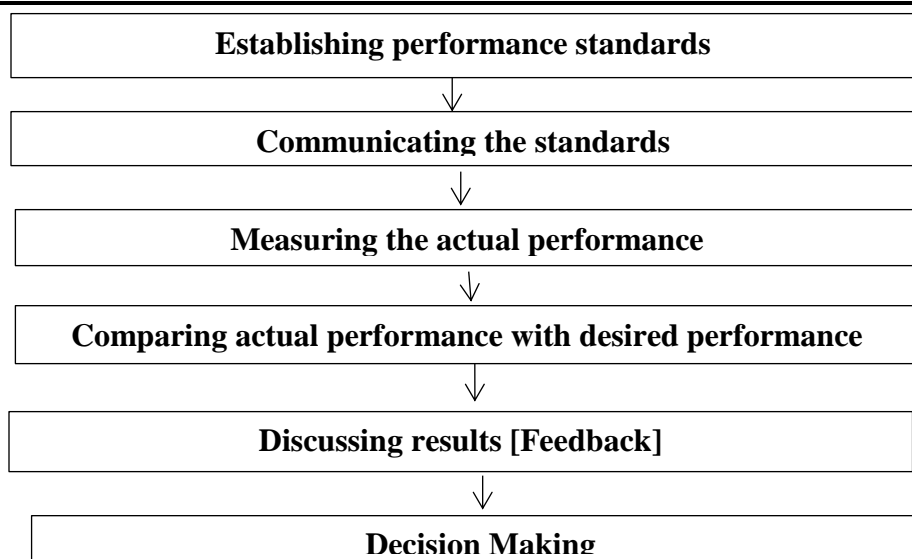 Establishing performance standards
Communicating the standards
Measuring the actual performance
Comparing actual performance with desired performance
Discussing results [Feedback]
Decision Making